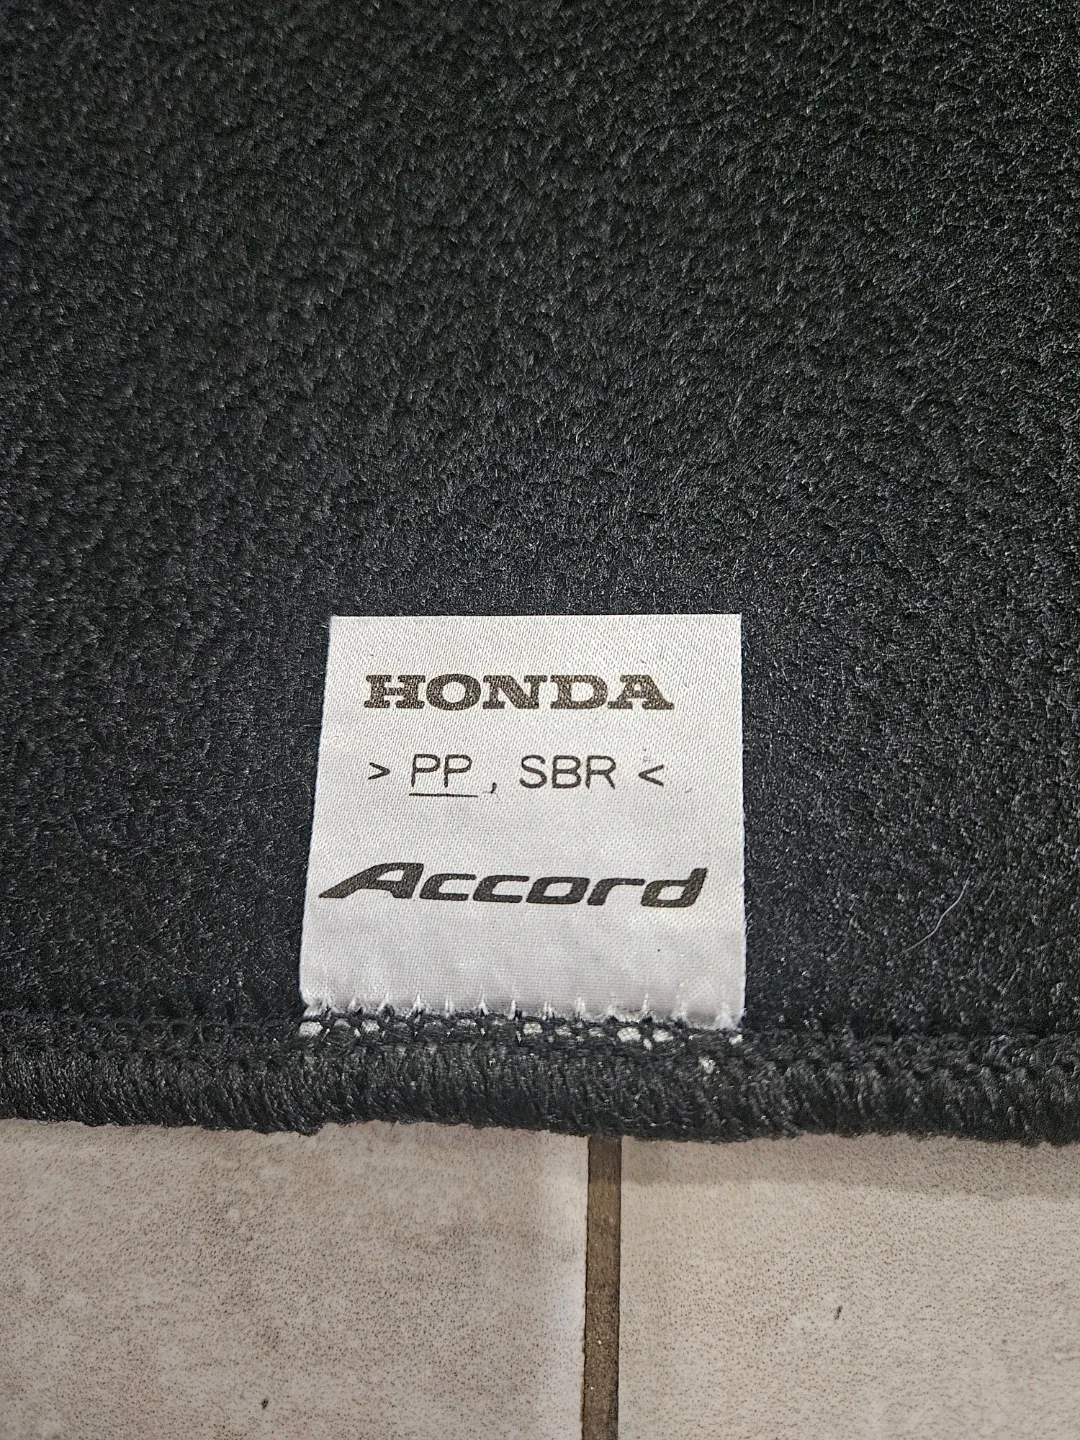 HONDA
> PP, SBR <
Accord